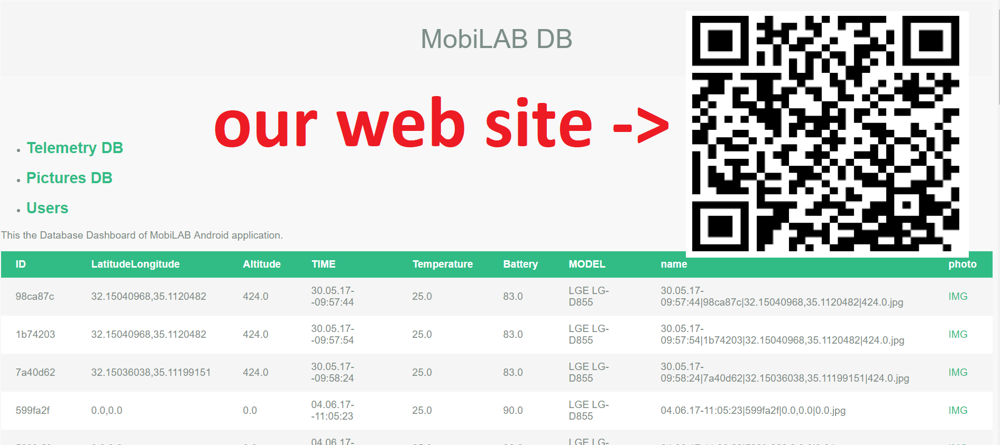 MobiLAB DB
our web site ->
Telemetry DB
Pictures DB
Users
This the Database Dashboard of MobiLAB Android application.
ID LatitudeLongitude Altitude TIME Temperature Battery MODEL name photo
98ca87c 32.15040968,35.1120482 424.0 30.05.17-
-09:57:44 25.0 83.0 LGE LG-
D855 30.05.17-
09:57:44|98ca87c|32.15040968,35.1120482|424.0.jpg IMG
1b74203 32.15040968,35.1120482 424.0 30.05.17-
-09:57:54 25.0 83.0 LGE LG-
D855 30.05.17-
09:57:54|1b74203|32.15040968,35.1120482|424.0.jpg IMG
7a40d62 32.15036038,35.11199151 424.0 30.05.17-
-09:58:24 25.0 83.0 LGE LG-
D855 30.05.17-
09:58:24|7a40d62|32.15036038,35.11199151|424.0.jpg IMG
599fa2f 0.0,0.0 0.0 04.06.17-
-11:05:23 25.0 90.0 LGE LG-
D855 04.06.17-11:05:23|599fa2f|0.0,0.0|0.0.jpg IMG
04.06.17- LGE LG-